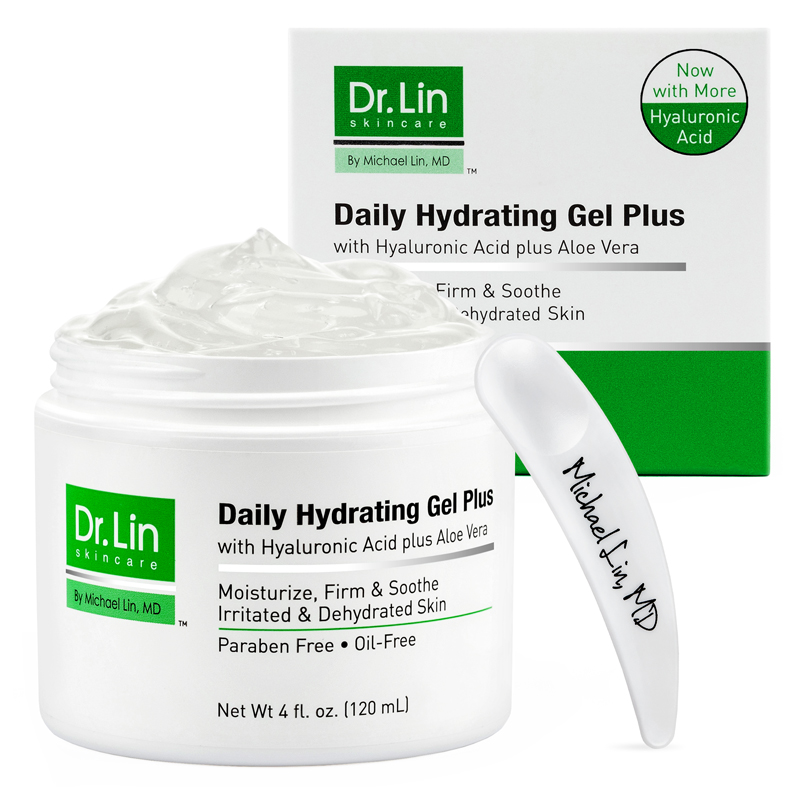 Dr.Lin
skincare
By Michael Lin, MD
TM
Now
with More
Hyaluronic
Acid
Daily Hydrating Gel Plus
with Hyaluronic Acid plus Aloe Vera
Firm & Soothe
ehydrated Skin
Dr.Lin
skincare
By Michael Lin, MD
TM
Daily Hydrating Gel Plus
with Hyaluronic Acid plus Aloe Vera
Moisturize, Firm & Soothe
Irritated & Dehydrated Skin
Paraben Free • Oil-Free
Net Wt 4 fl. oz. (120 mL)
Michael Lin, MD